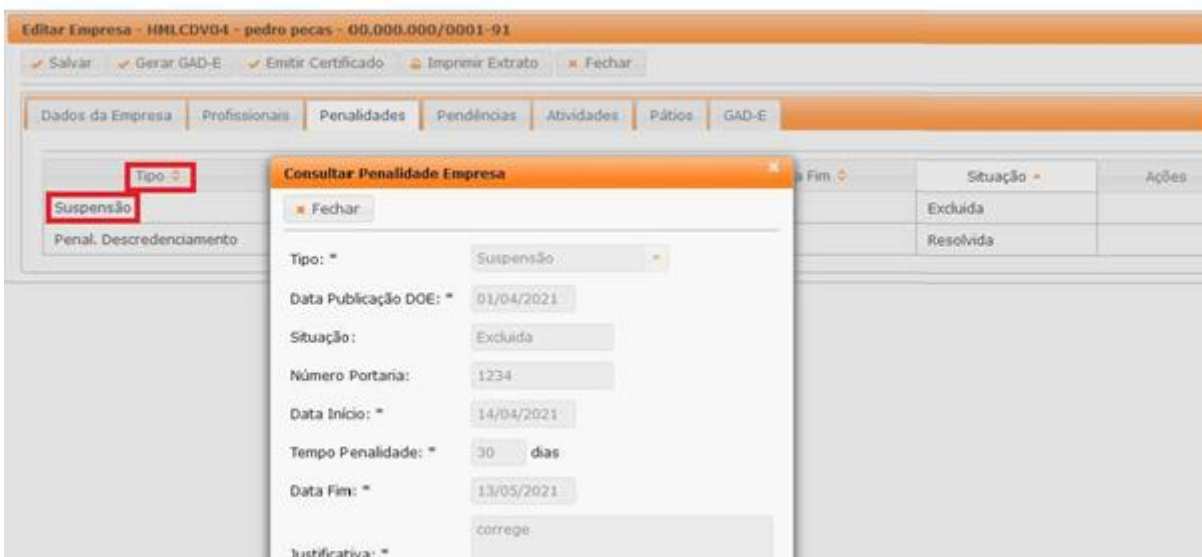 Editar Empresa - HMLCDV04 - pedro pecas - 00.000.000/0001-91
Salvar Gerar GAD-E Emitir Certificado Imprimir Extrato Fechar
Dados da Empresa Profissionais Penalidades Pendências Atividades Pátios GAD-E
Tipo Fim Situação Ações
Suspensão Excluida
Penal. Descredenciamento Resolvida
Consultar Penalidade Empresa
Fechar
Tipo: * Suspensão
Data Publicação DOE: * 01/04/2021
Situação: Excluida
Número Portaria: 1234
Data Início: * 14/04/2021
Tempo Penalidade: * 30 dias
Data Fim: * 13/05/2021
correge
Justificativa: *